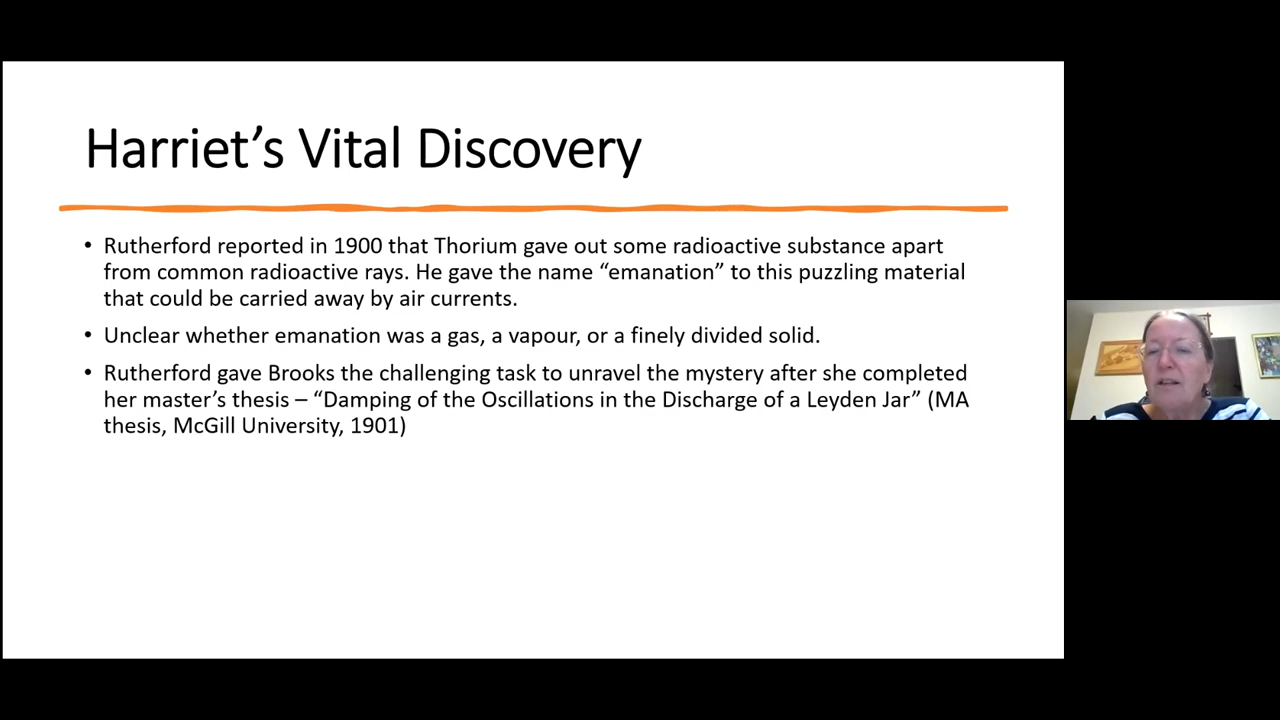 Harriet’s Vital Discovery
• Rutherford reported in 1900 that Thorium gave out some radioactive substance apart
from common radioactive rays. He gave the name “emanation” to this puzzling material
that could be carried away by air currents.
• Unclear whether emanation was a gas, a vapour, or a finely divided solid.
• Rutherford gave Brooks the challenging task to unravel the mystery after she completed
her master’s thesis – “Damping of the Oscillations in the Discharge of a Leyden Jar” (MA
thesis, McGill University, 1901)